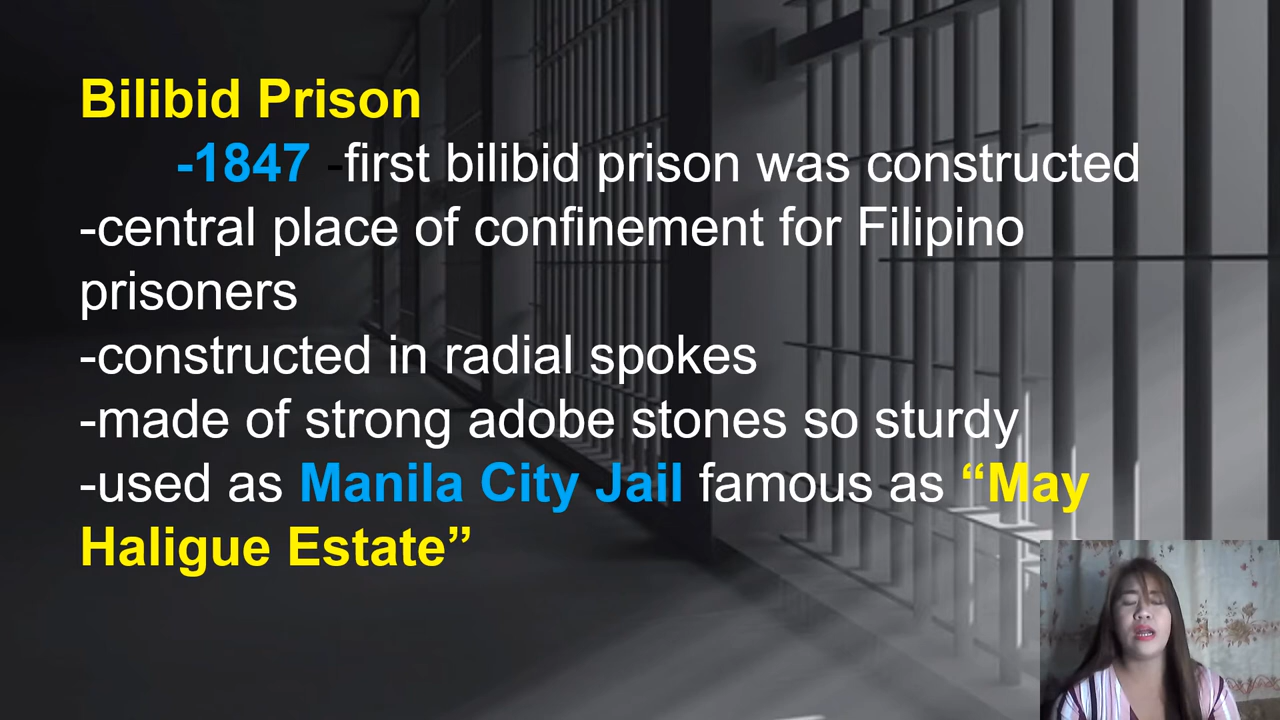 Bilibid Prison
-1847 -first bilibid prison was constructed
-central place of confinement for Filipino
prisoners
-constructed in radial spokes
-made of strong adobe stones so sturdy
-used as Manila City Jail famous as “May
Haligue Estate”